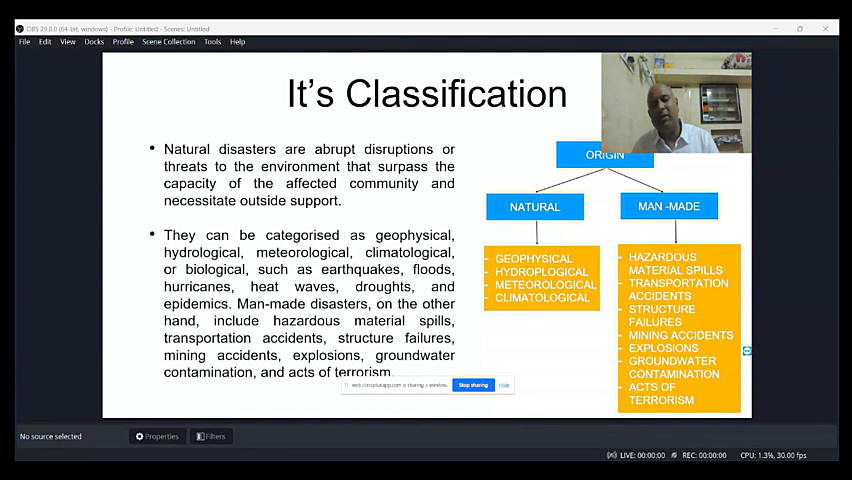 OBS 29.0.0 (64-bit, windows) - Profile: Untitled - Scenes: Untitled
File Edit View Docks Profile Scene Collection Tools Help
It's Classification
• Natural disasters are abrupt disruptions or
threats to the environment that surpass the
capacity of the affected community and
necessitate outside support.
• They can be categorised as geophysical,
hydrological, meteorological, climatological,
or biological, such as earthquakes, floods,
hurricanes, heat waves, droughts, and
epidemics. Man-made disasters, on the other
hand, include hazardous material spills,
transportation accidents, structure failures,
mining accidents, explosions, groundwater
contamination, and acts of terrorism.
ORIGIN
NATURAL
MAN -MADE
- GEOPHYSICAL
- HYDROPLOGICAL
- METEOROLOGICAL
- CLIMATOLOGICAL
- HAZARDOUS
MATERIAL SPILLS
- TRANSPORTATION
ACCIDENTS
- STRUCTURE
FAILURES
- MINING ACCIDENTS
- EXPLOSIONS
- GROUNDWATER
CONTAMINATION
- ACTS OF
TERRORISM
web.classplusapp.com is sharing a window. Stop sharing Hide
No source selected Properties Filters
LIVE: 00:00:00 REC: 00:00:00 CPU: 1.3%, 30.00 fps